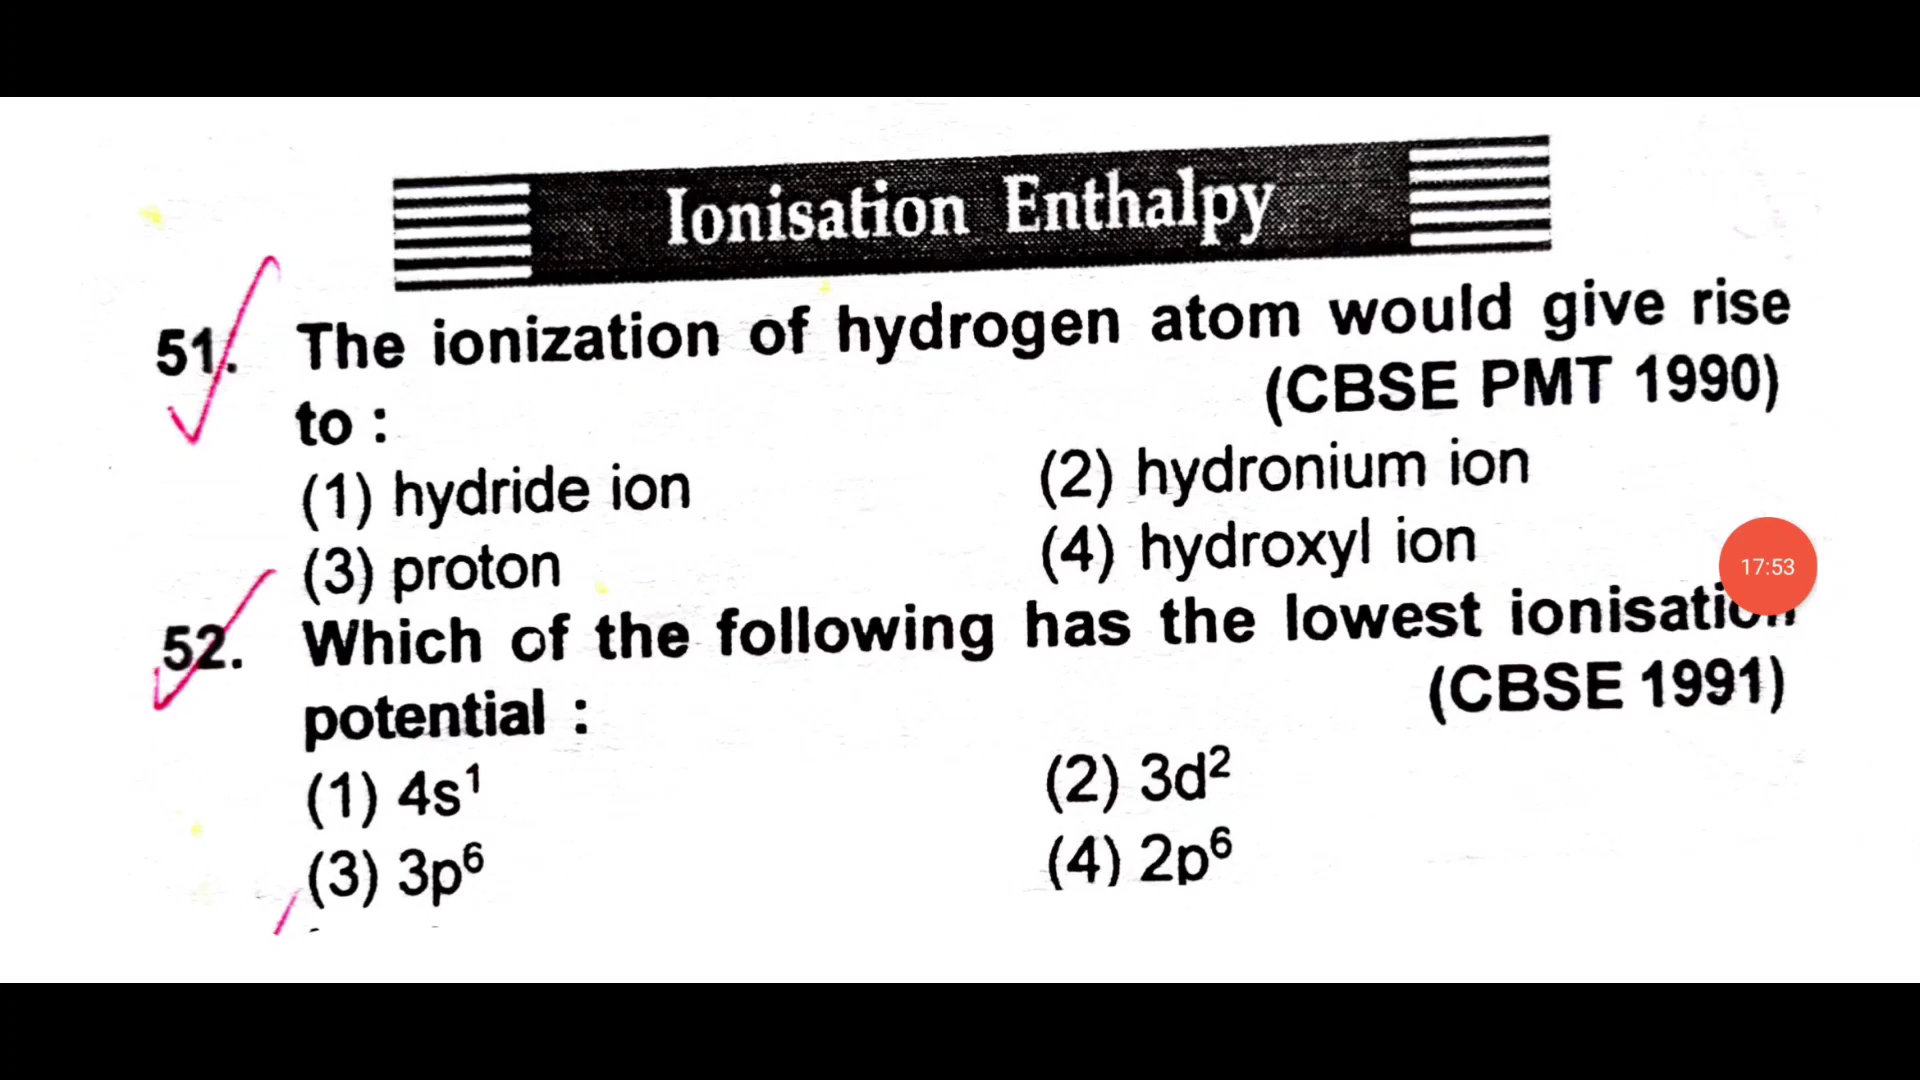 Ionisation Enthalpy
51. The ionization of hydrogen atom would give rise
to : (CBSE PMT 1990)
(1) hydride ion (2) hydronium ion
(3) proton (4) hydroxyl ion
17:53
52. Which of the following has the lowest ionisation
potential : (CBSE 1991)
(1) 4s¹ (2) 3d²
(3) 3p⁶ (4) 2p⁶